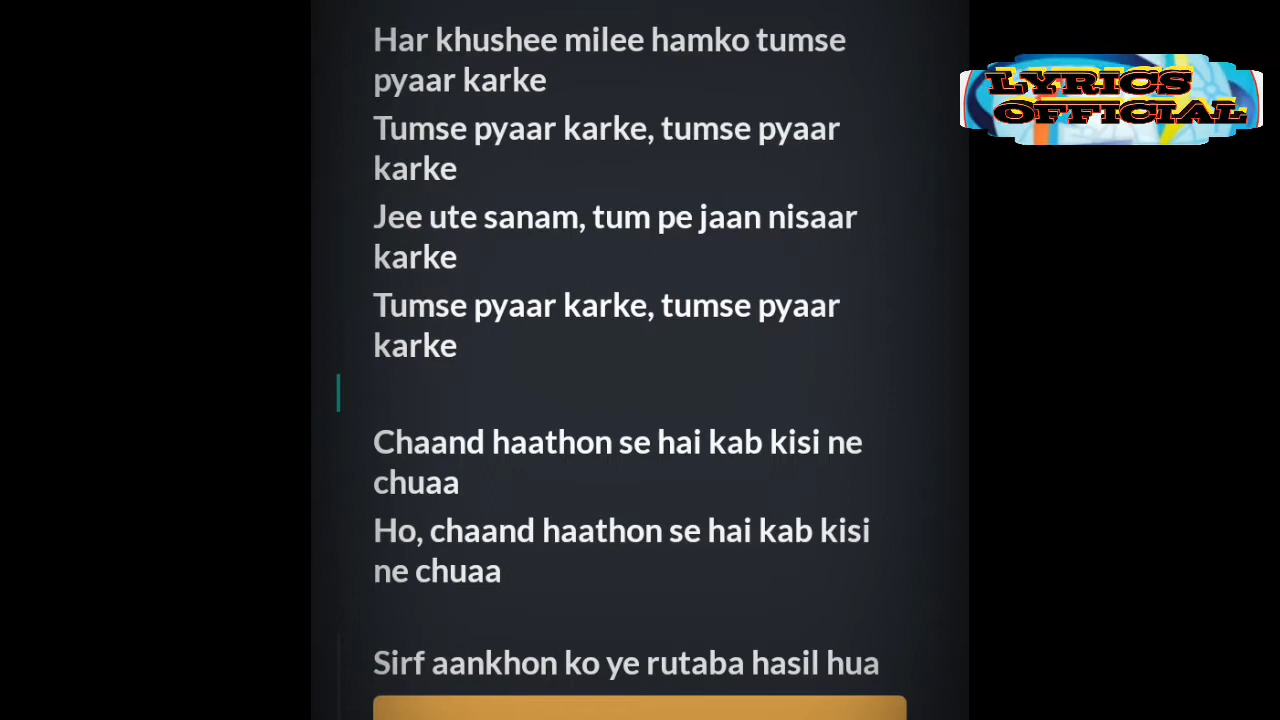 Har khushee milee hamko tumse
pyaar karke
Tumse pyaar karke, tumse pyaar
karke
Jee ute sanam, tum pe jaan nisaar
karke
Tumse pyaar karke, tumse pyaar
karke
Chaand haathon se hai kab kisi ne
chuaa
Ho, chaand haathon se hai kab kisi
ne chuaa
Sirf aankhon ko ye rutaba hasil hua
LYRICS
OFFICIAL